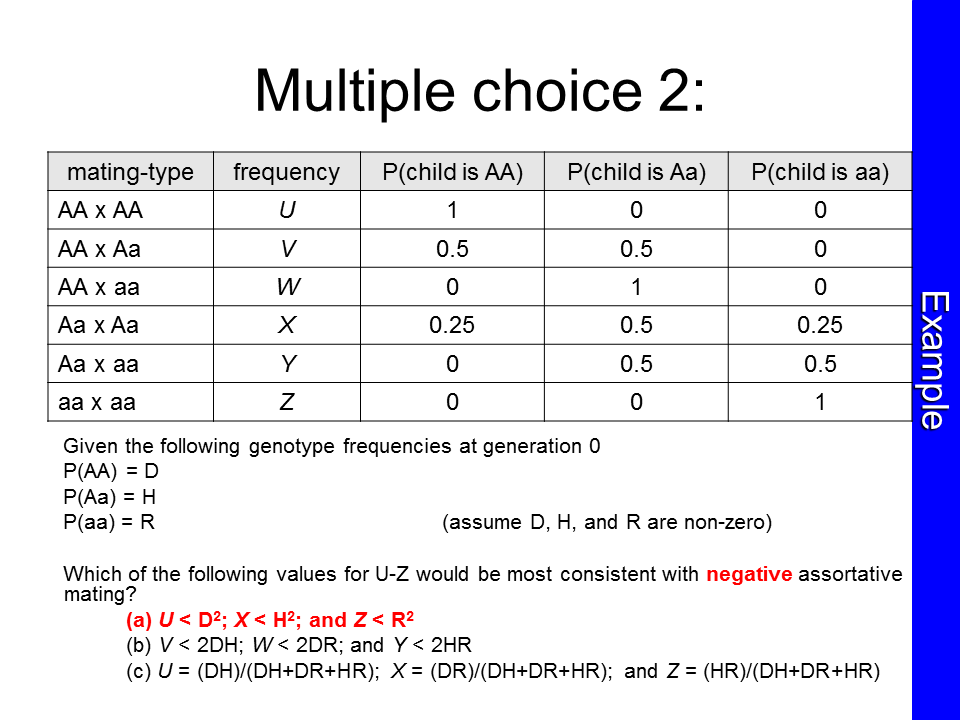 Multiple choice 2:
mating-type frequency P(child is AA) P(child is Aa) P(child is aa)
AA x AA U 1 0 0
AA x Aa V 0.5 0.5 0
AA x aa W 0 1 0
Aa x Aa X 0.25 0.5 0.25
Aa x aa Y 0 0.5 0.5
aa x aa Z 0 0 1
Given the following genotype frequencies at generation 0
P(AA) = D
P(Aa) = H
P(aa) = R (assume D, H, and R are non-zero)
Which of the following values for U-Z would be most consistent with negative assortative
mating?
(a) U < D²; X < H²; and Z < R²
(b) V < 2DH; W < 2DR; and Y < 2HR
(c) U = (DH)/(DH+DR+HR); X = (DR)/(DH+DR+HR); and Z = (HR)/(DH+DR+HR)
Example